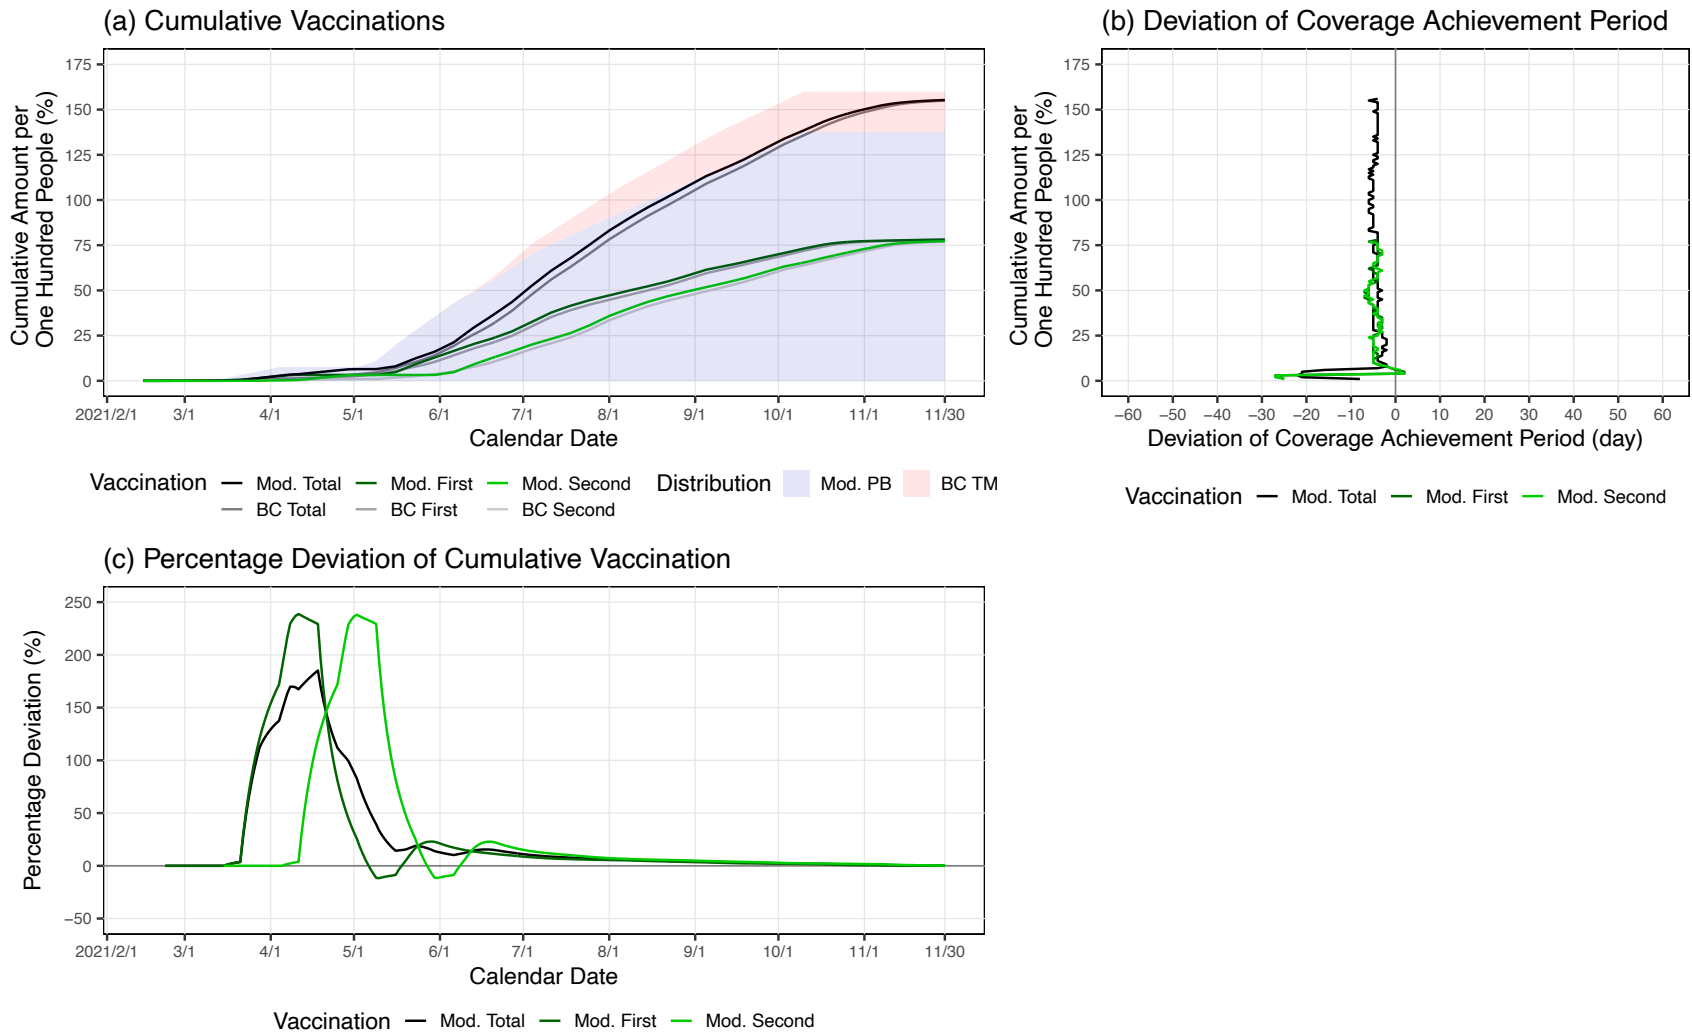 (a) Cumulative Vaccinations
Cumulative Amount per
One Hundred People (%)
175
150
125
100
75
50
25
0
2021/2/1 3/1 4/1 5/1 6/1 7/1 8/1 9/1 10/1 11/1 11/30
Calendar Date
Vaccination Mod. Total Mod. First Mod. Second Distribution Mod. PB BC TM
BC Total BC First BC Second
(b) Deviation of Coverage Achievement Period
Cumulative Amount per
One Hundred People (%)
175
150
125
100
75
50
25
0
−60 −50 −40 −30 −20 −10 0 10 20 30 40 50 60
Deviation of Coverage Achievement Period (day)
Vaccination Mod. Total Mod. First Mod. Second
(c) Percentage Deviation of Cumulative Vaccination
Percentage Deviation (%)
250
200
150
100
50
0
−50
2021/2/1 3/1 4/1 5/1 6/1 7/1 8/1 9/1 10/1 11/1 11/30
Calendar Date
Vaccination Mod. Total Mod. First Mod. Second